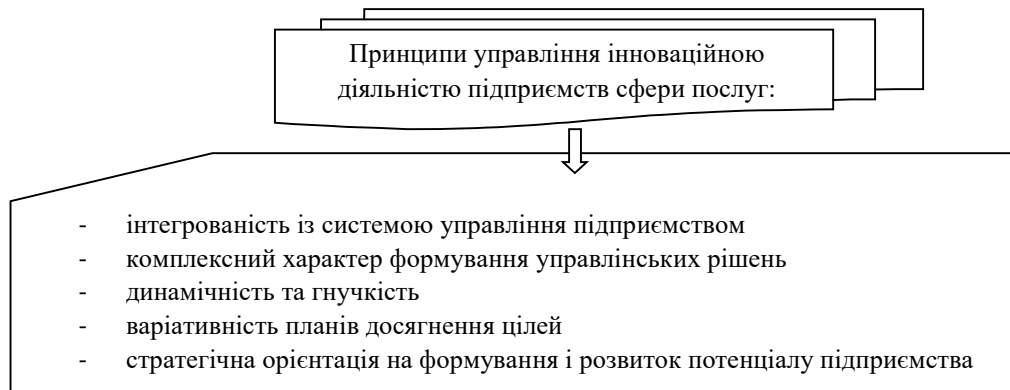 Принципи управління інноваційною
діяльністю підприємств сфери послуг:
- інтегрованість із системою управління підприємством
- комплексний характер формування управлінських рішень
- динамічність та гнучкість
- варіативність планів досягнення цілей
- стратегічна орієнтація на формування і розвиток потенціалу підприємства